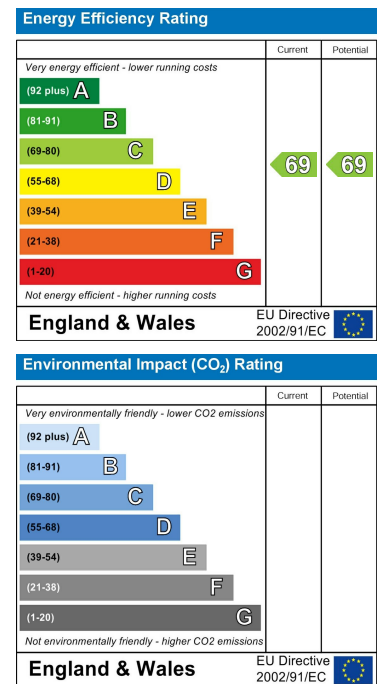 Energy Efficiency Rating
Current Potential
Very energy efficient - lower running costs
(92 plus) A
(81-91) B
(69-80) C
69 69
(55-68) D
(39-54) E
(21-38) F
(1-20) G
Not energy efficient - higher running costs
England & Wales
EU Directive
2002/91/EC
Environmental Impact (CO₂) Rating
Current Potential
Very environmentally friendly - lower CO2 emissions
(92 plus) A
(81-91) B
(69-80) C
(55-68) D
(39-54) E
(21-38) F
(1-20) G
Not environmentally friendly - higher CO2 emissions
England & Wales
EU Directive
2002/91/EC